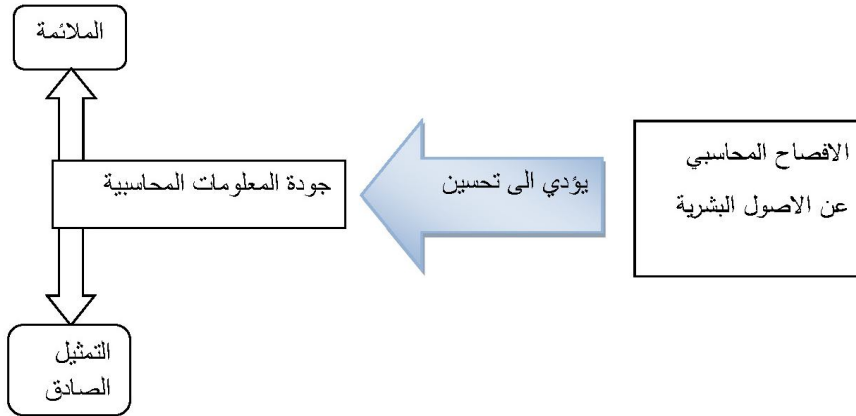 الملائمة
الافصاح المحاسبي
عن الاصول البشرية
يؤدي الى تحسين
جودة المعلومات المحاسبية
التمثيل
الصادق